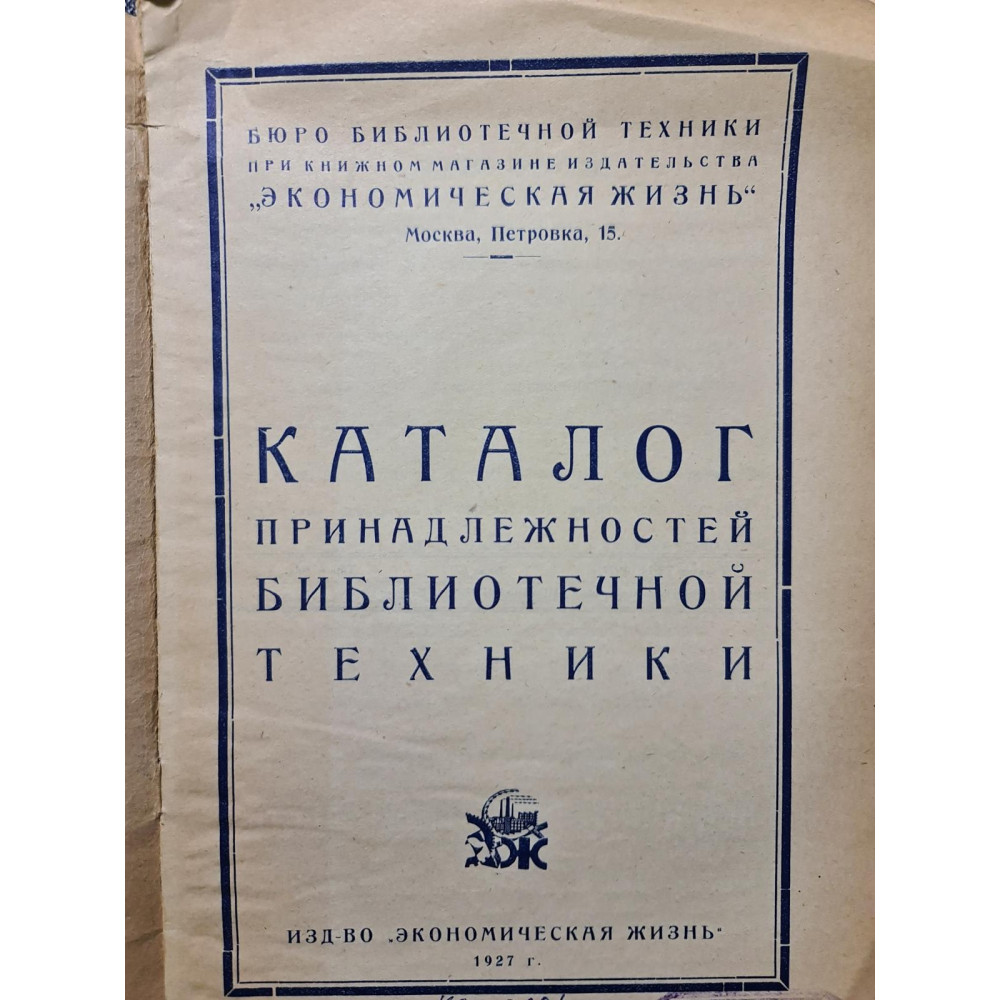 БЮРО БИБЛИОТЕЧНОЙ ТЕХНИКИ
ПРИ КНИЖНОМ МАГАЗИНЕ ИЗДАТЕЛЬСТВА
„ЭКОНОМИЧЕСКАЯ ЖИЗНЬ“
Москва, Петровка, 15.
КАТАЛОГ
ПРИНАДЛЕЖНОСТЕЙ
БИБЛИОТЕЧНОЙ
ТЕХНИКИ
ЭЖ
ИЗД-ВО „ЭКОНОМИЧЕСКАЯ ЖИЗНЬ“
1927 г.